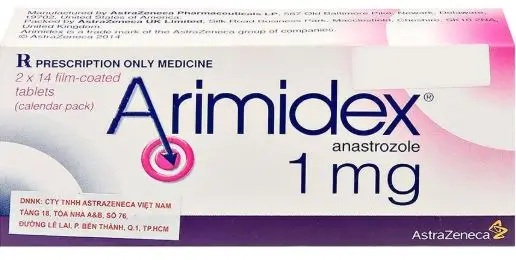 Manufactured by AstraZeneca Pharmaceuticals LP, 587 Old Baltimore Pike, Newark, Delaware,
19702, United States of America.
Packed by AstraZeneca UK Limited, Silk Road Business Park, Macclesfield, Cheshire, SK10 2NA,
United Kingdom.
Arimidex is a trade mark of the AstraZeneca group of companies.
© AstraZeneca 2014
R PRESCRIPTION ONLY MEDICINE
2 x 14 film-coated
tablets
(calendar pack)
Arimidex®
anastrozole
1 mg
DNNK: CTY TNHH ASTRAZENECA VIỆT NAM
TẦNG 18, TÒA NHA A&B, SỐ 76,
ĐƯỜNG LÊ LAI, P. BẾN THÀNH, Q.1, TP.HCM
AstraZeneca